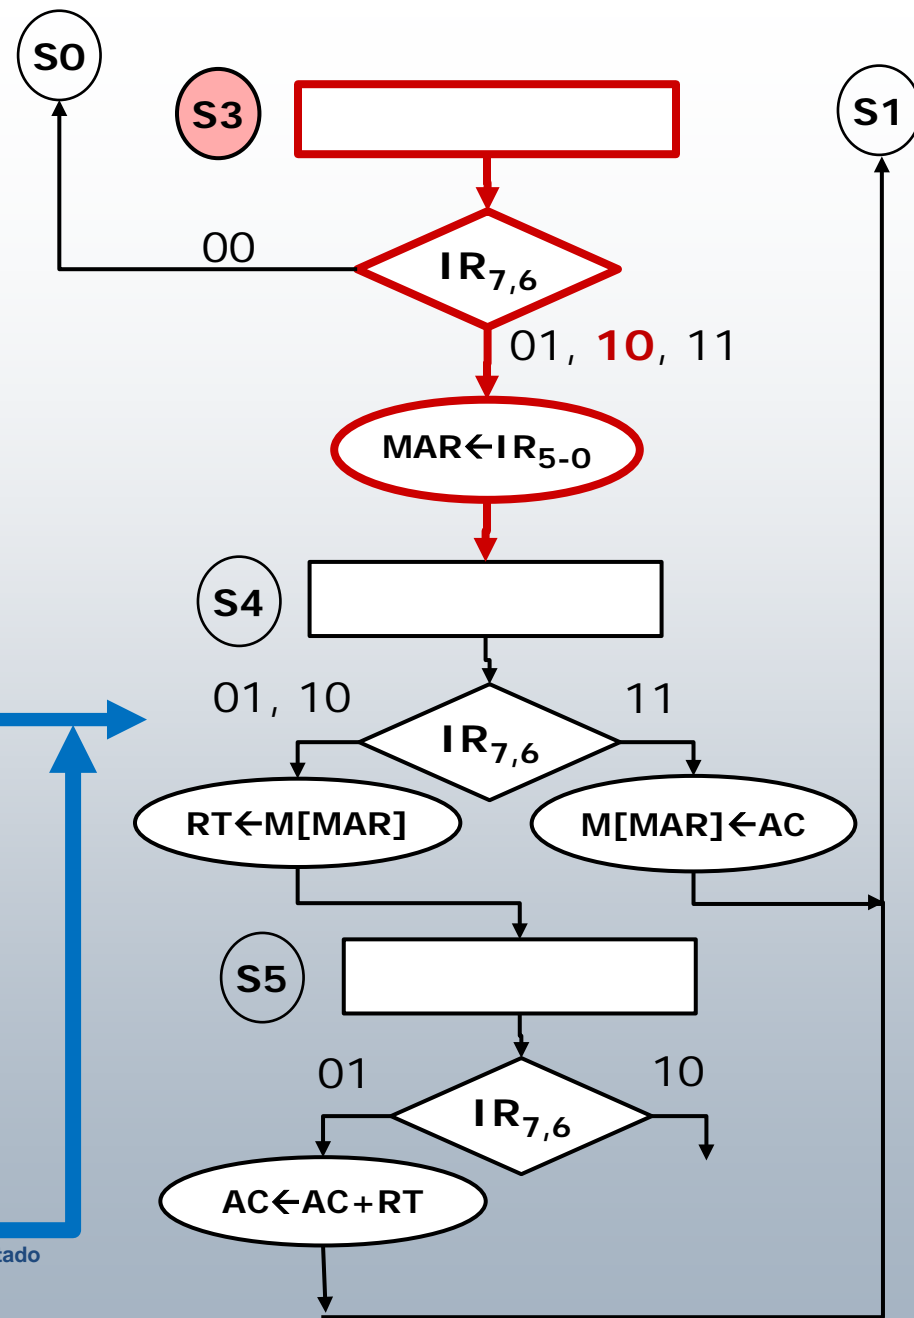 S0
S3
S1
00
IR7,6
01, 10, 11
MAR←IR5-0
S4
01, 10
11
IR7,6
RT←M[MAR]
M[MAR]←AC
S5
01
10
IR7,6
AC←AC+RT
tado